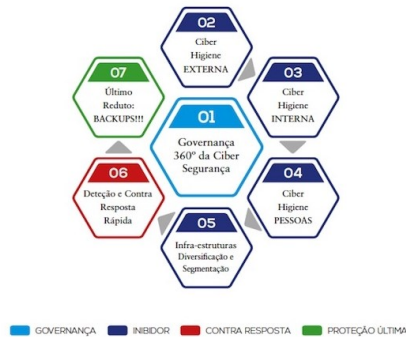 01
Governança
360º da Ciber
Segurança
02
Ciber
Higiene
EXTERNA
03
Ciber
Higiene
INTERNA
04
Ciber
Higiene
PESSOAS
05
Infra-estruturas
Diversificação e
Segmentação
06
Deteção e Contra
Resposta
Rápida
07
Último
Reduto:
BACKUPS!!!
GOVERNANÇA INIBIDOR CONTRA RESPOSTA PROTEÇÃO ÚLTIMA